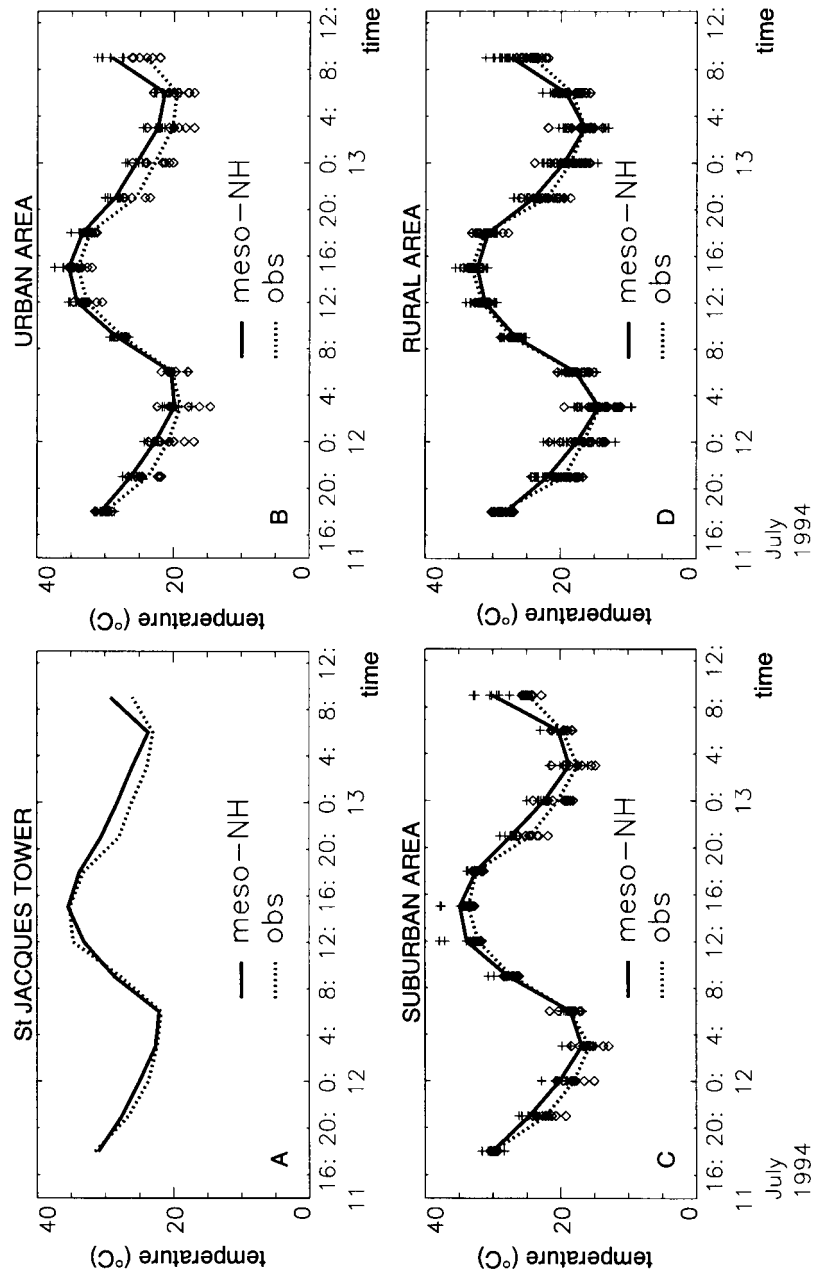 St JACQUES TOWER
temperature (°C)
40
20
0
A
meso-NH
obs
16: 20: 0: 4: 8: 12: 16: 20: 0: 4: 8: 12:
11 12 13 time
URBAN AREA
temperature (°C)
40
20
0
B
meso-NH
obs
16: 20: 0: 4: 8: 12: 16: 20: 0: 4: 8: 12:
11 12 13 time
SUBURBAN AREA
temperature (°C)
40
20
0
C
meso-NH
obs
16: 20: 0: 4: 8: 12: 16: 20: 0: 4: 8: 12:
11 12 13 time
July
1994
RURAL AREA
temperature (°C)
40
20
0
D
meso-NH
obs
16: 20: 0: 4: 8: 12: 16: 20: 0: 4: 8: 12:
11 12 13 time
July
1994